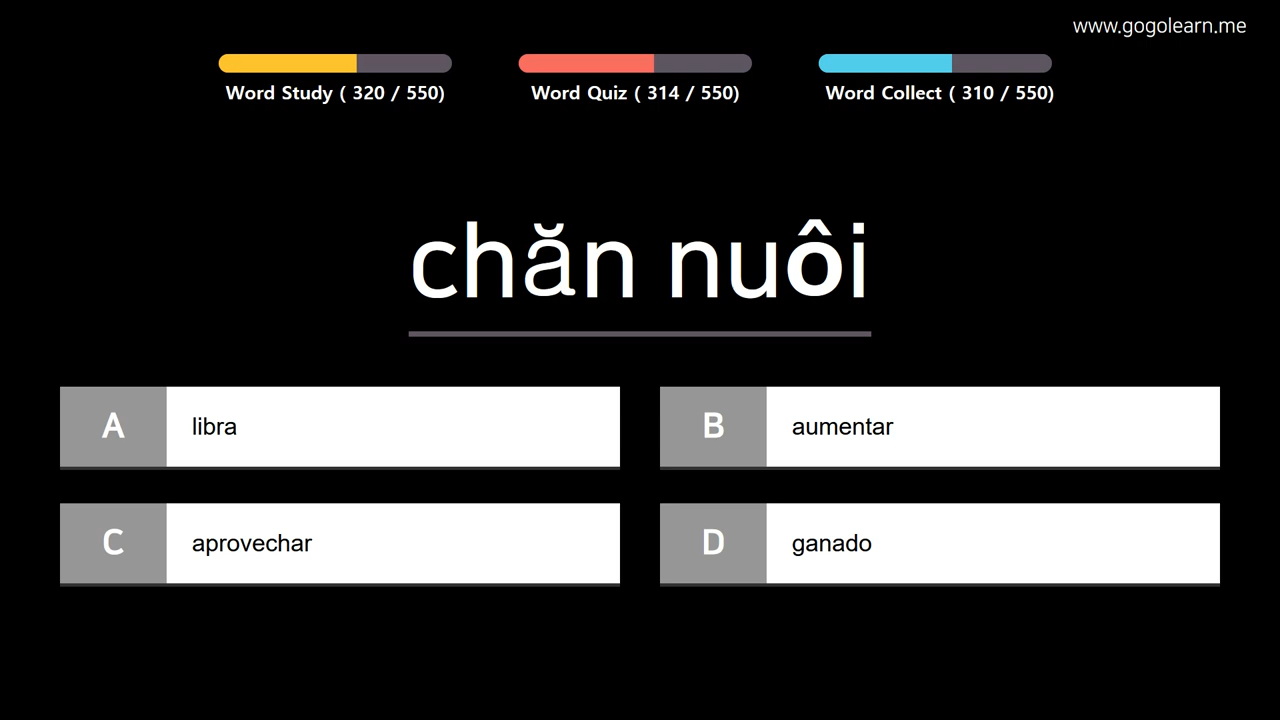 www.gogolearn.me
Word Study ( 320 / 550)
Word Quiz ( 314 / 550)
Word Collect ( 310 / 550)
chăn nuôi
A libra
B aumentar
C aprovechar
D ganado